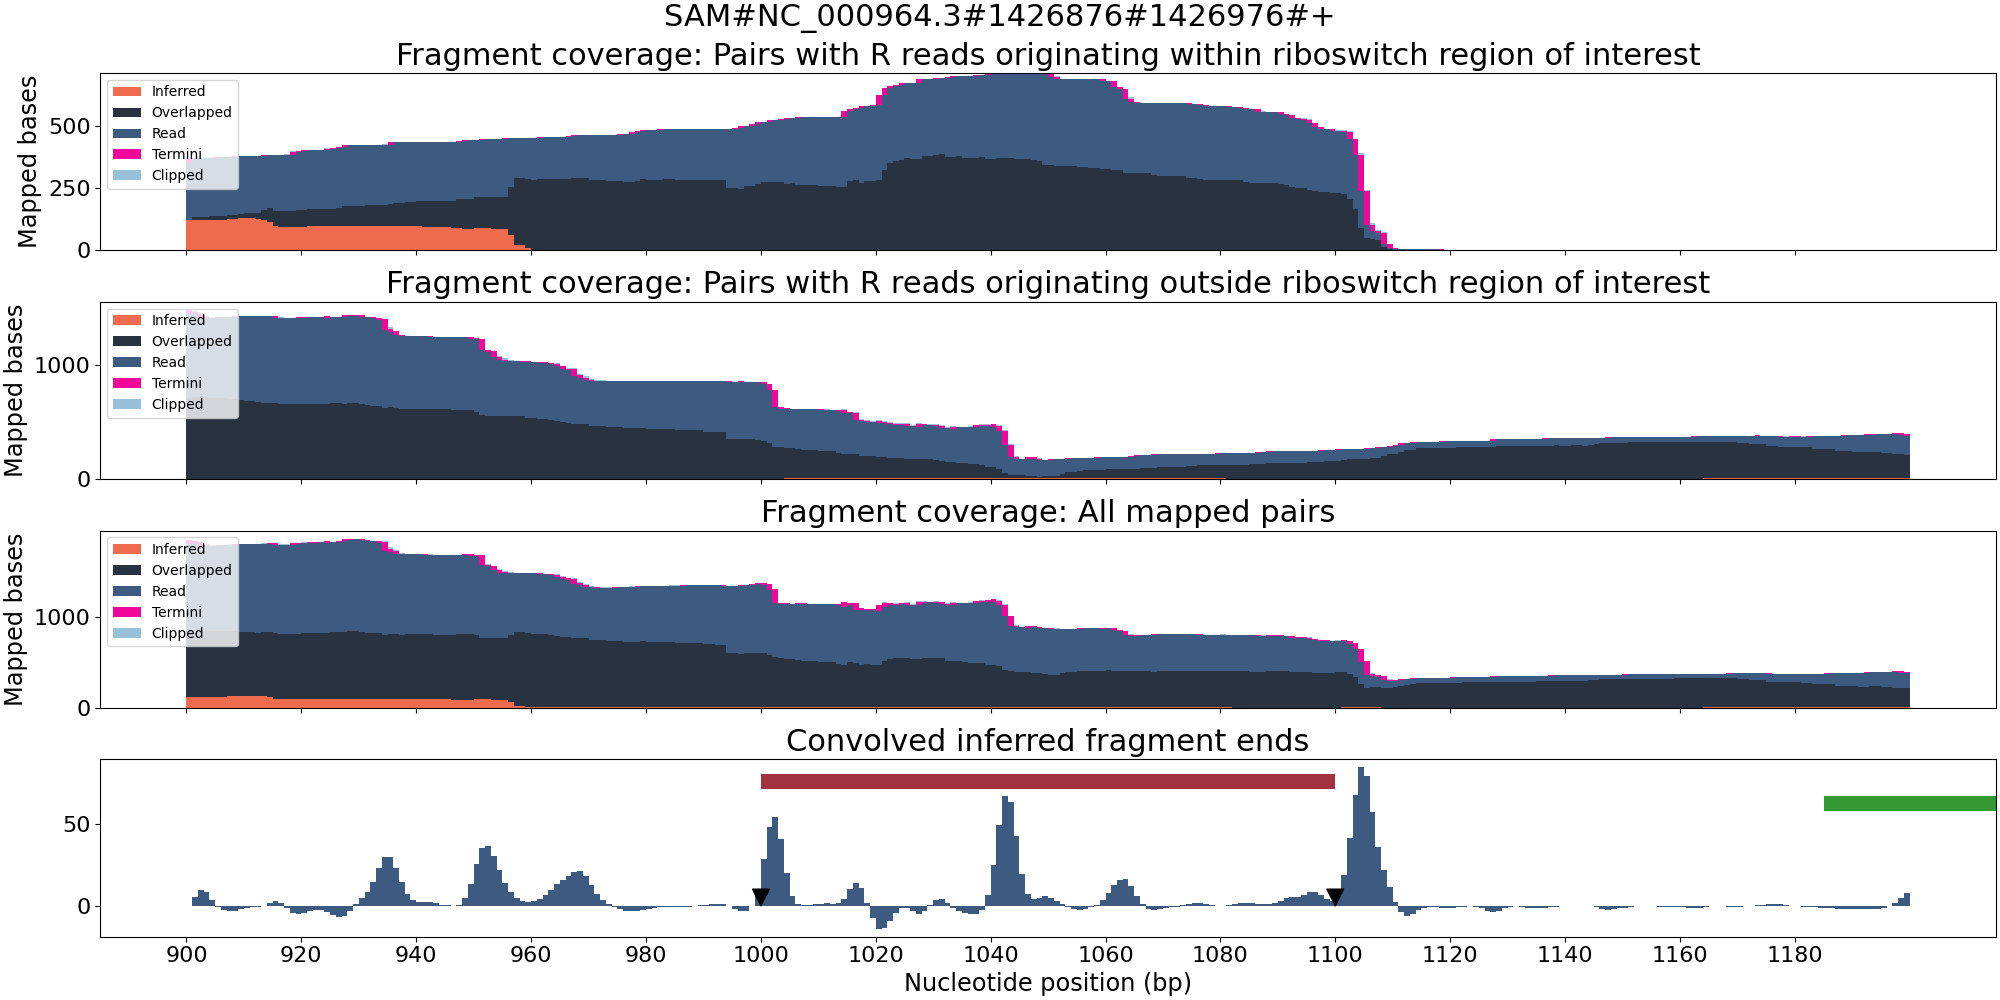 SAM#NC_000964.3#1426876#1426976#+
Fragment coverage: Pairs with R reads originating within riboswitch region of interest
Mapped bases
500
250
0
Inferred
Overlapped
Read
Termini
Clipped
Fragment coverage: Pairs with R reads originating outside riboswitch region of interest
Mapped bases
1000
0
Inferred
Overlapped
Read
Termini
Clipped
Fragment coverage: All mapped pairs
Mapped bases
1000
0
Inferred
Overlapped
Read
Termini
Clipped
Convolved inferred fragment ends
50
0
900 920 940 960 980 1000 1020 1040 1060 1080 1100 1120 1140 1160 1180
Nucleotide position (bp)